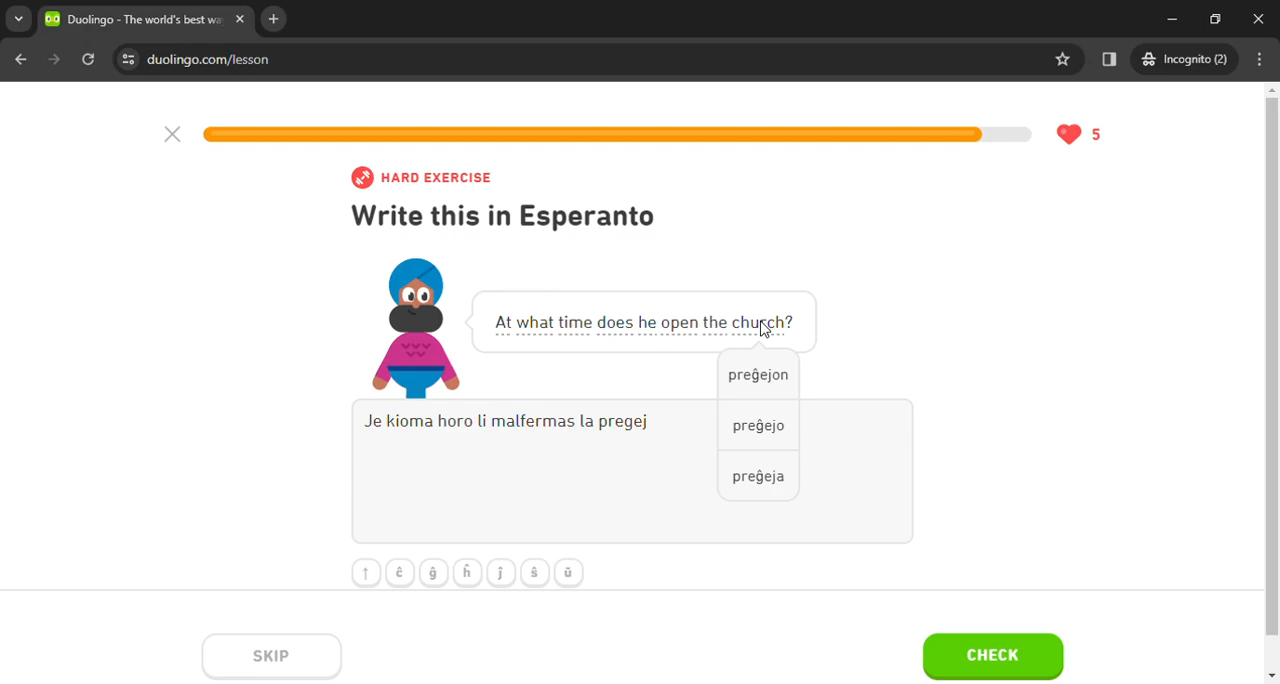 Duolingo - The world's best wa
duolingo.com/lesson
Incognito (2)
5
HARD EXERCISE
Write this in Esperanto
At what time does he open the church?
preĝejon
preĝejo
preĝeja
Je kioma horo li malfermas la pregej
↑ ĉ ĝ ĥ ĵ ŝ ŭ
SKIP
CHECK